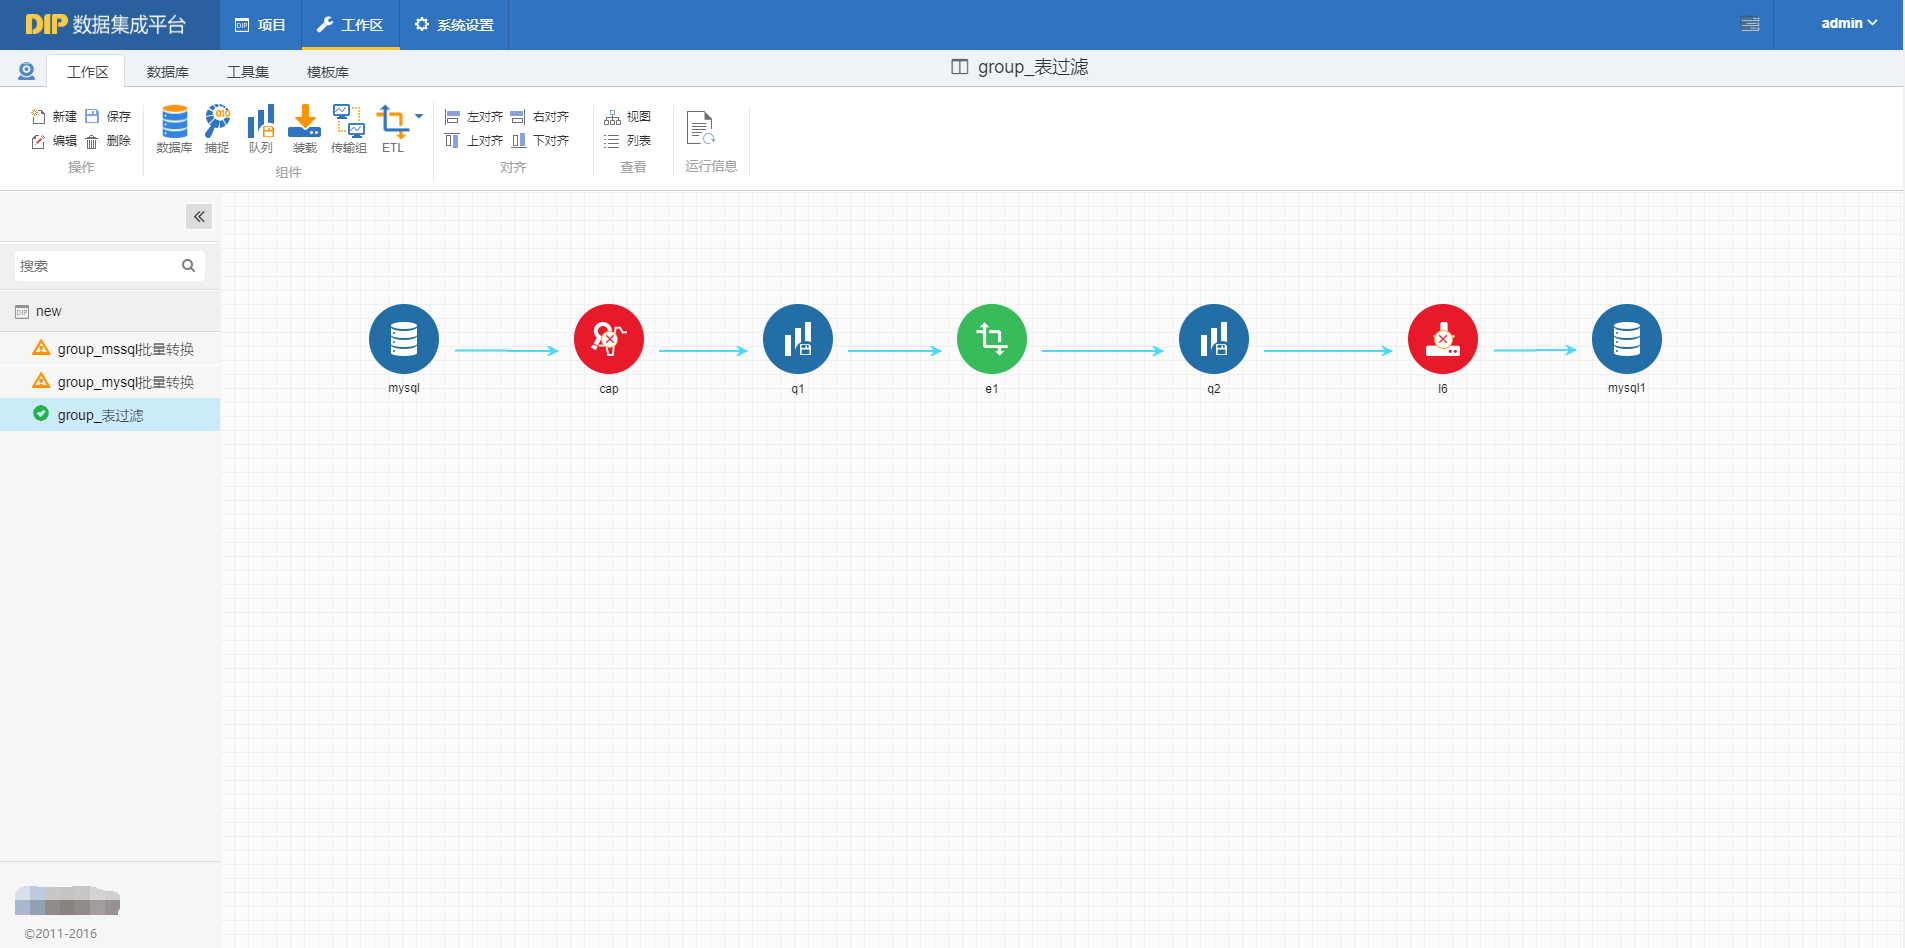 DIP 数据集成平台
DIP 项目
工作区
系统设置
admin
工作区
数据库
工具集
模板库
group_表过滤
新建 保存
编辑 删除
操作
数据库
010
捕捉
队列
装载
传输组
ETL
组件
左对齐 右对齐
上对齐 下对齐
对齐
视图
列表
查看
运行信息
搜索
DIP new
group_mssql批量转换
group_mysql批量转换
group_表过滤
mysql
cap
q1
e1
q2
l6
mysql1
©2011-2016